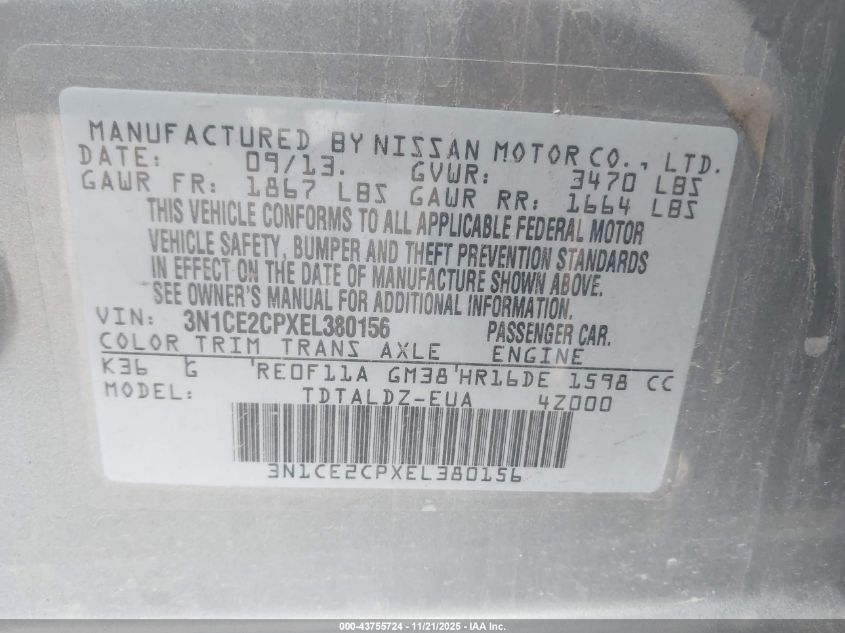 MANUFACTURED BY NISSAN MOTOR CO., LTD.
DATE: 09/13. GVWR: 3470 LBS
GAWR FR: 1867 LBS GAWR RR: 1664 LBS
THIS VEHICLE CONFORMS TO ALL APPLICABLE FEDERAL MOTOR
VEHICLE SAFETY, BUMPER AND THEFT PREVENTION STANDARDS
IN EFFECT ON THE DATE OF MANUFACTURE SHOWN ABOVE.
SEE OWNER'S MANUAL FOR ADDITIONAL INFORMATION.
VIN: 3N1CE2CPXEL380156 PASSENGER CAR.
COLOR TRIM TRANS AXLE ENGINE
K36 G 'RE0F11A GM38'HR16DE 1598 CC
MODEL: TDTALDZ-EUA 4Z000
3N1CE2CPXEL380156
000-43755724 - 11/21/2025 - IAA Inc.